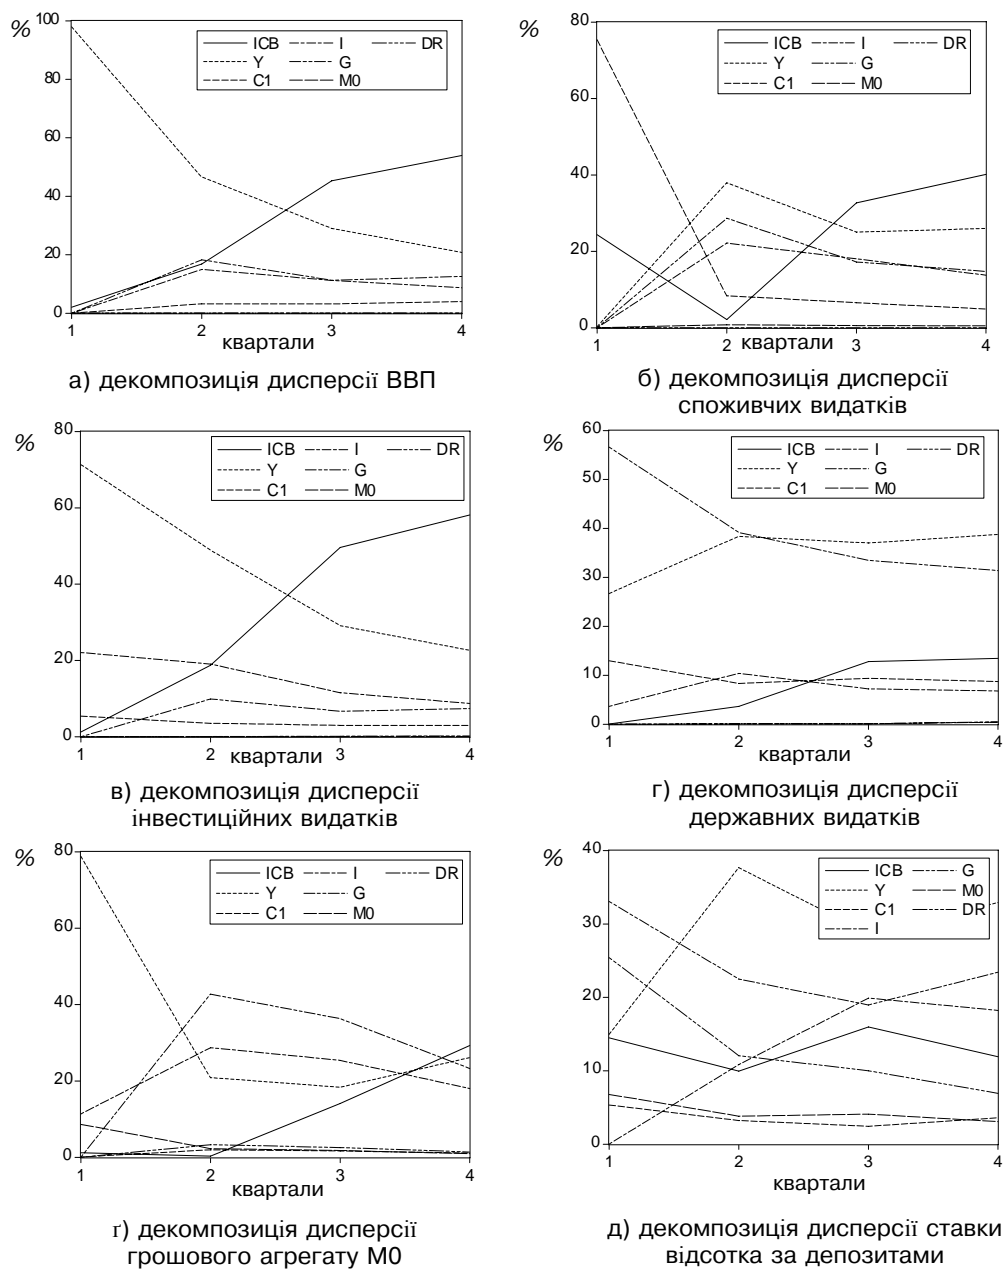 %
100
80
60
40
20
0
ICB I DR
Y G
C1 M0
1 2 3 4
квартали
а) декомпозиція дисперсії ВВП
%
80
60
40
20
0
ICB I DR
Y G
C1 M0
1 2 3 4
квартали
б) декомпозиція дисперсії
споживчих видатків
%
80
60
40
20
0
ICB I DR
Y G
C1 M0
1 2 3 4
квартали
в) декомпозиція дисперсії
інвестиційних видатків
%
60
50
40
30
20
10
0
ICB I DR
Y G
C1 M0
1 2 3 4
квартали
г) декомпозиція дисперсії
державних видатків
%
80
60
40
20
0
ICB I DR
Y G
C1 M0
1 2 3 4
квартали
ґ) декомпозиція дисперсії
грошового агрегату М0
%
40
30
20
10
0
ICB G
Y M0
C1 DR
I
1 2 3 4
квартали
д) декомпозиція дисперсії ставки
відсотка за депозитами